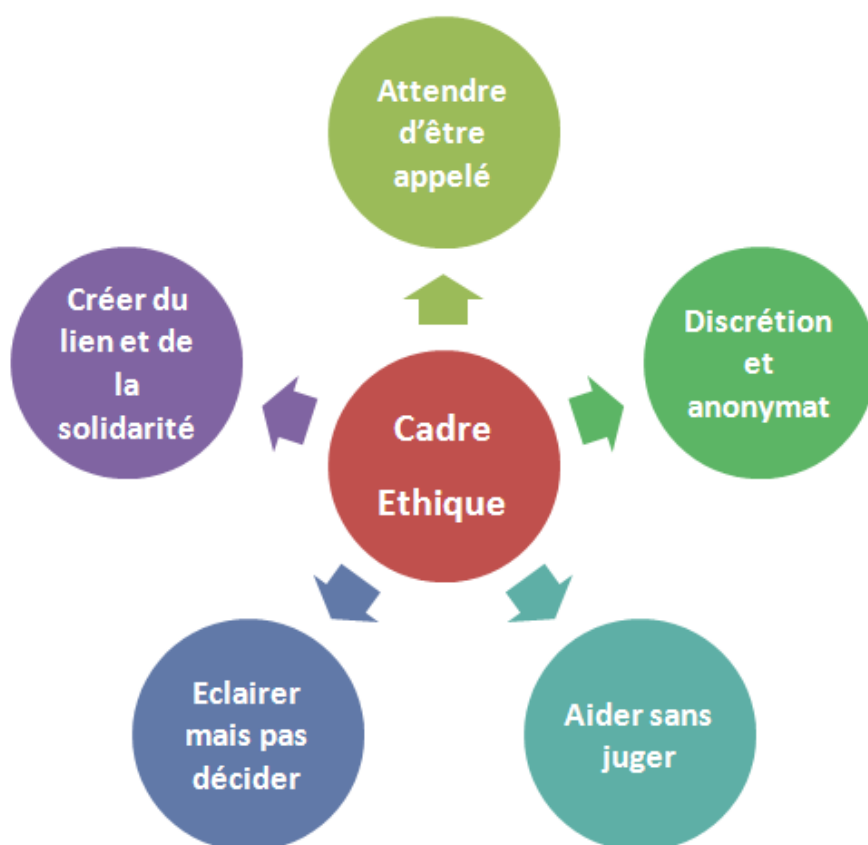 Attendre
d’être
appelé
Créer du
lien et de
la
solidarité
Discrétion
et
anonymat
Cadre
Ethique
Eclairer
mais pas
décider
Aider sans
juger